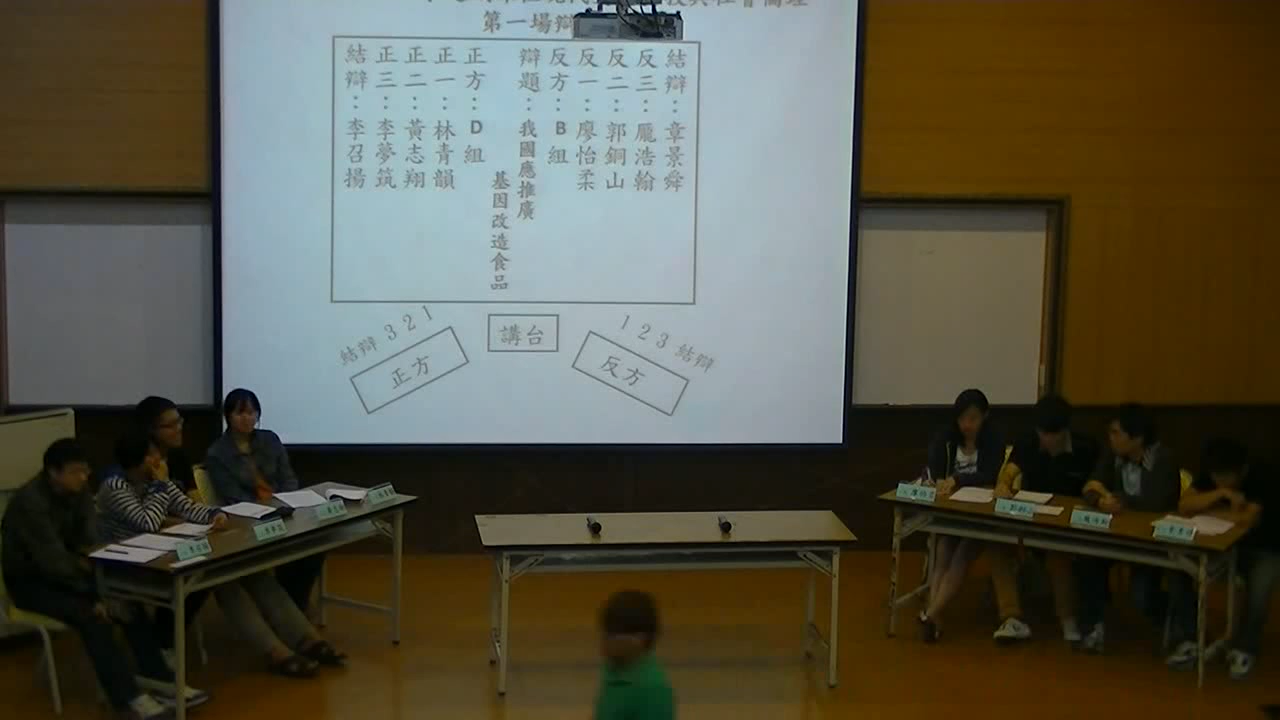 第一場辯
結辯：章景舜
反三：龐浩翰
反二：郭銅山
反一：廖怡柔
反方：B組
辯題：我國應推廣
基因改造食品
正方：D組
正一：林青韻
正二：黃志翔
正三：李夢筑
結辯：李召揚
結辯 3 2 1
正方
講台
1 2 3 結辯
反方